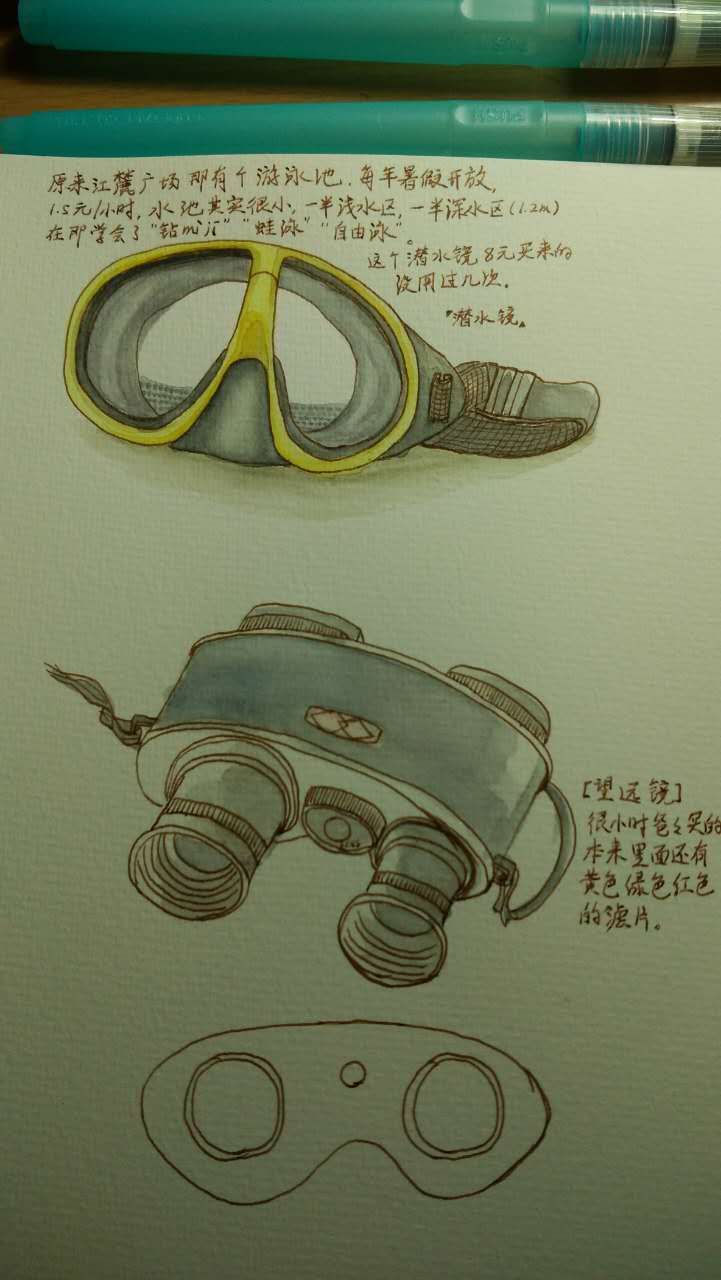 原来江麓广场那有个游泳池.每年暑假开放,
1.5元/小时, 水池其实很小,一半浅水区,一半深水区(1.2m)
在那学会了"钻mì jī" "蛙泳" "自由泳"。
这个潜水镜8元买来的
没用过几次.
『潜水镜』
[望远镜]
很小时爸爸买的
本来里面还有
黄色绿色红色
的滤片。